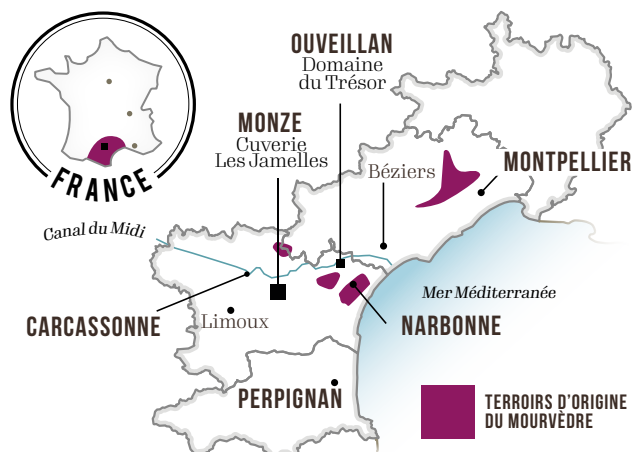 FRANCE
OUVEILLAN
Domaine
du Trésor
MONZE
Cuverie
Les Jamelles
Béziers
MONTPELLIER
Canal du Midi
Mer Méditerranée
CARCASSONNE
Limoux
NARBONNE
PERPIGNAN
TERROIRS D'ORIGINE
DU MOURVÈDRE